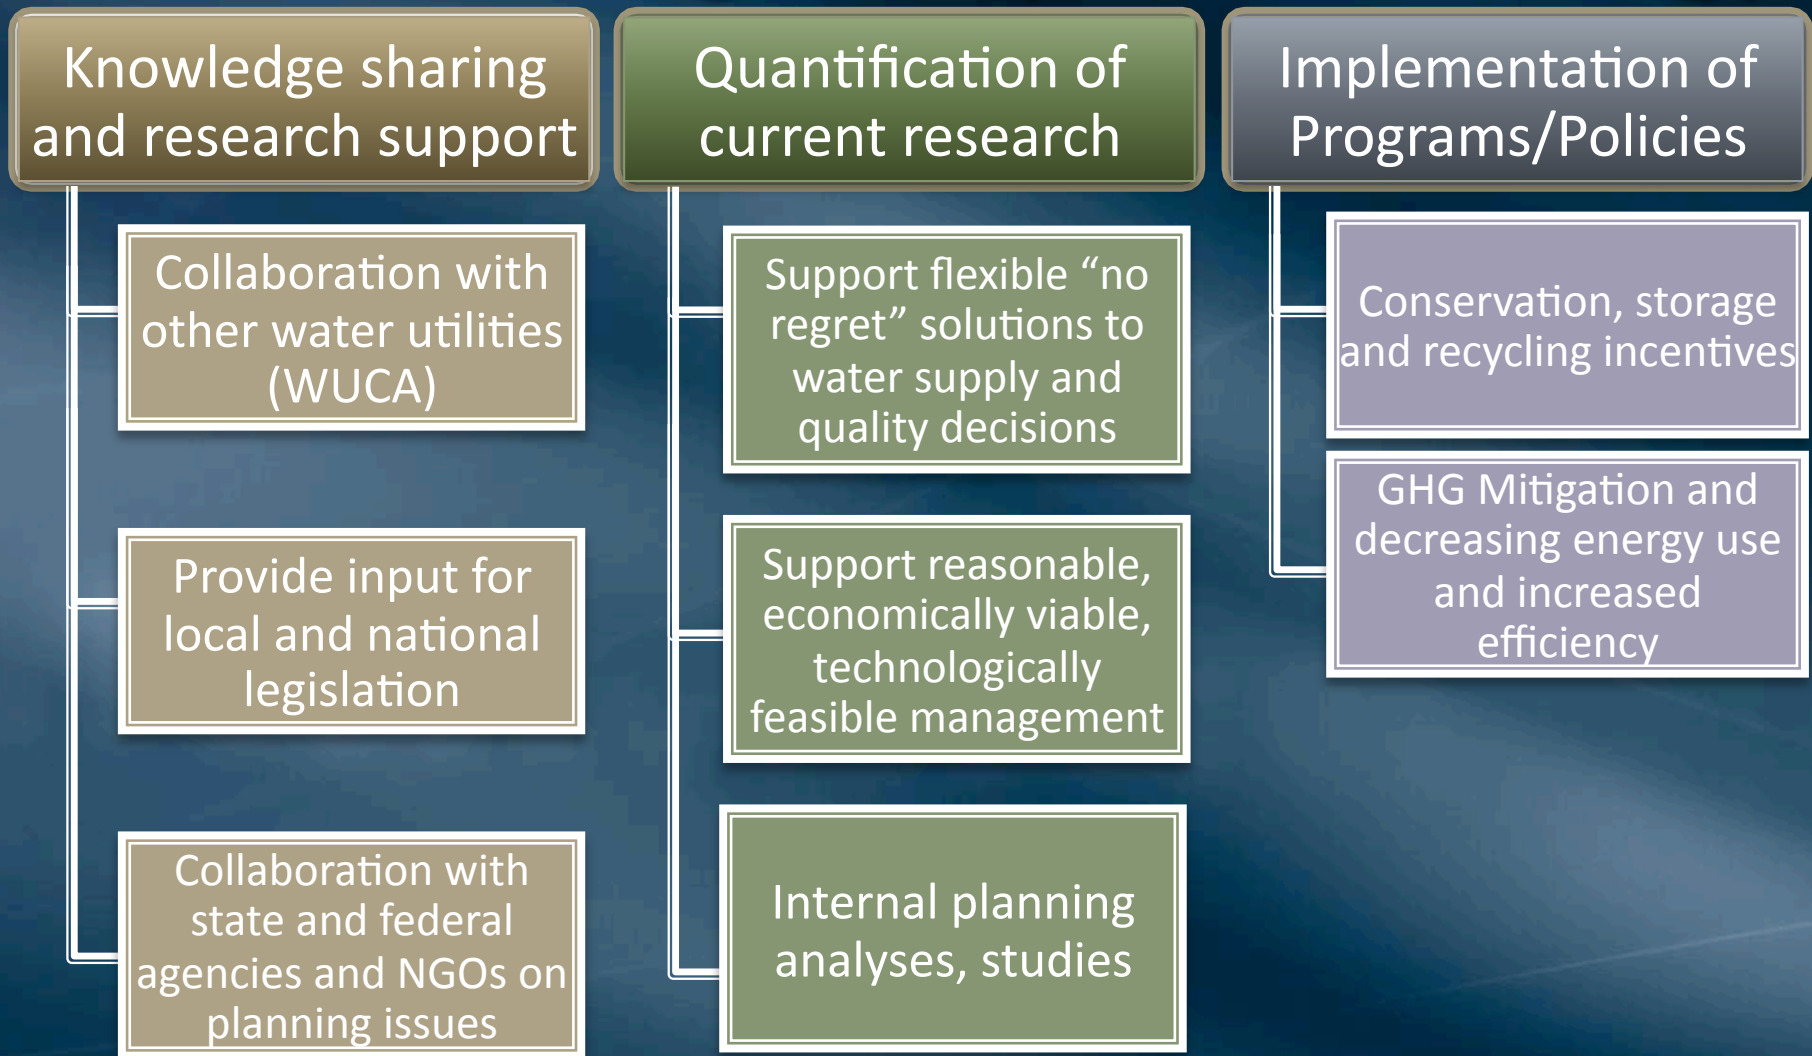 Knowledge sharing
and research support
Collaboration with
other water utilities
(WUCA)
Provide input for
local and national
legislation
Collaboration with
state and federal
agencies and NGOs on
planning issues
Quantification of
current research
Support flexible “no
regret” solutions to
water supply and
quality decisions
Support reasonable,
economically viable,
technologically
feasible management
Internal planning
analyses, studies
Implementation of
Programs/Policies
Conservation, storage
and recycling incentives
GHG Mitigation and
decreasing energy use
and increased
efficiency